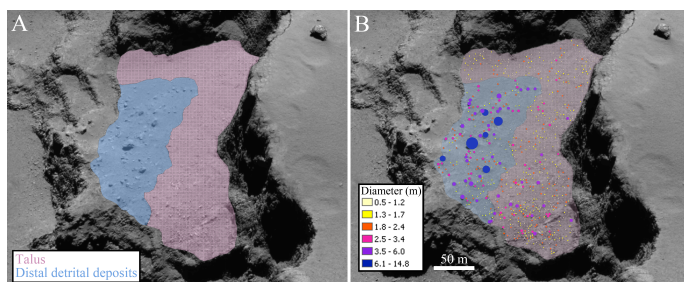 A
B
Talus
Distal detrital deposits
Diameter (m)
0.5 - 1.2
1.3 - 1.7
1.8 - 2.4
2.5 - 3.4
3.5 - 6.0
6.1 - 14.8
50 m